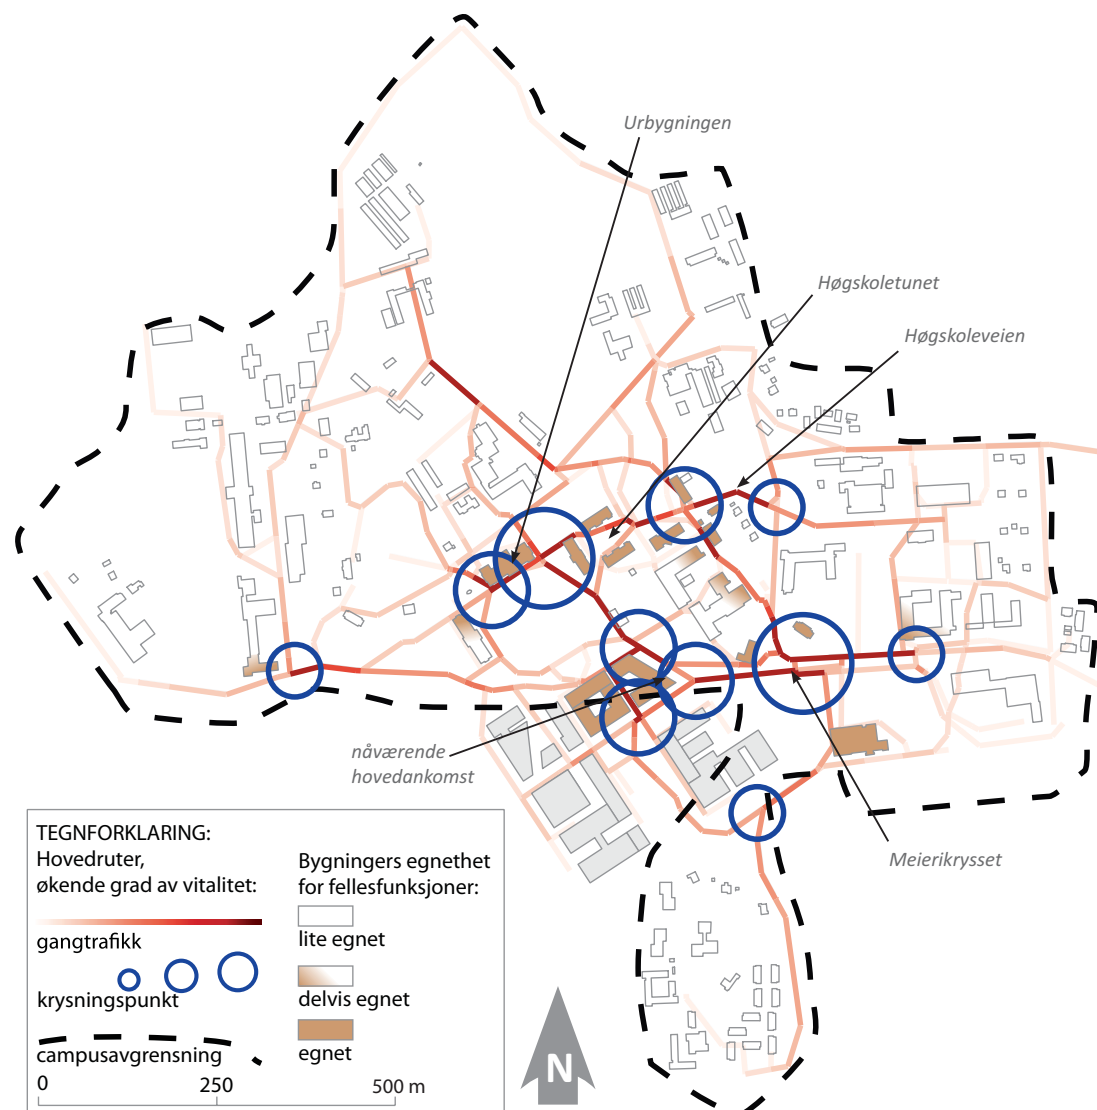 Urbygningen
Høgskoletunet
Høgskoleveien
nåværende
hovedankomst
Meierikrysset
TEGNFORKLARING:
Hovedruter,
økende grad av vitalitet:
gangtrafikk
krysningspunkt
campusavgrensning
0 250 500 m
Bygningers egnethet
for fellesfunksjoner:
lite egnet
delvis egnet
egnet
N